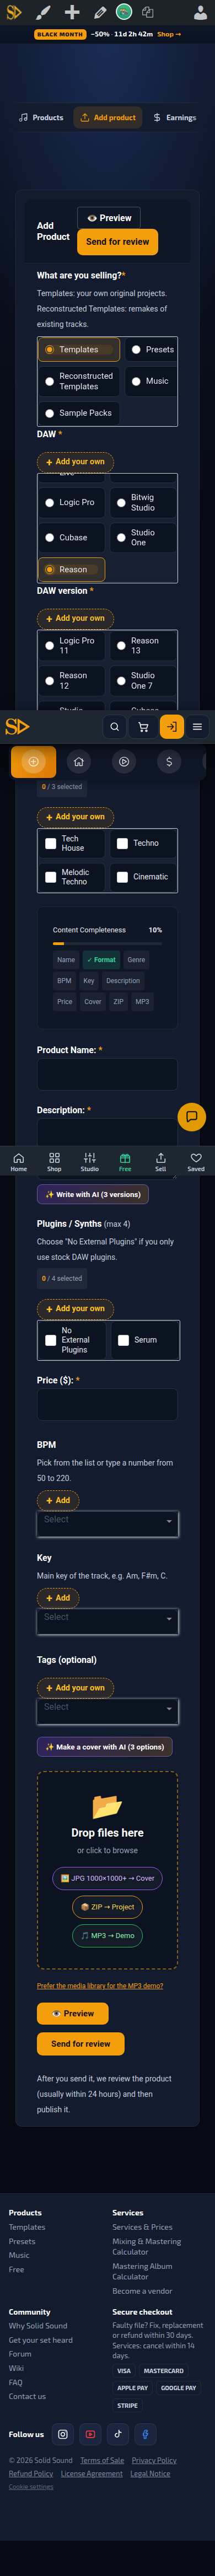 BLACK MONTH -50% · 11d 2h 42m Shop →
Products Add product Earnings
Add Product
👁️ Preview
Send for review
What are you selling?*
Templates: your own original projects.
Reconstructed Templates: remakes of
existing tracks.
Templates Presets
Reconstructed Templates Music
Sample Packs
DAW *
+ Add your own
Logic Pro Bitwig Studio
Cubase Studio One
Reason
DAW version *
+ Add your own
Logic Pro 11 Reason 13
Reason 12 Studio One 7
0 / 3 selected
+ Add your own
Tech House Techno
Melodic Techno Cinematic
Content Completeness 10%
Name ✓ Format Genre
BPM Key Description
Price Cover ZIP MP3
Product Name: *
Description: *
Home Shop Studio Free Sell Saved
✨ Write with AI (3 versions)
Plugins / Synths (max 4)
Choose "No External Plugins" if you only
use stock DAW plugins.
0 / 4 selected
+ Add your own
No External Plugins Serum
Price ($): *
BPM
Pick from the list or type a number from
50 to 220.
+ Add
Select
Key
Main key of the track, e.g. Am, F#m, C.
+ Add
Select
Tags (optional)
+ Add your own
Select
✨ Make a cover with AI (3 options)
Drop files here
or click to browse
🖼️ JPG 1000×1000+ → Cover
📦 ZIP → Project
🎵 MP3 → Demo
Prefer the media library for the MP3 demo?
👁️ Preview
Send for review
After you submit, we review the product
(usually within 24 hours) and then
publish it.
Products
Templates
Presets
Music
Free
Services
Services & Prices
Mixing & Mastering
Calculator
Mastering Album
Calculator
Become a vendor
Community
Why Solid Sound
Get your set heard
Forum
Wiki
FAQ
Contact us
Secure checkout
Faulty file? Fix, replacement
or refund within 30 days.
Services: cancel within 14
days.
VISA MASTERCARD
APPLE PAY GOOGLE PAY
STRIPE
Follow us
© 2026 Solid Sound Terms of Sale Privacy Policy
Refund Policy License Agreement Legal Notice
Cookie settings